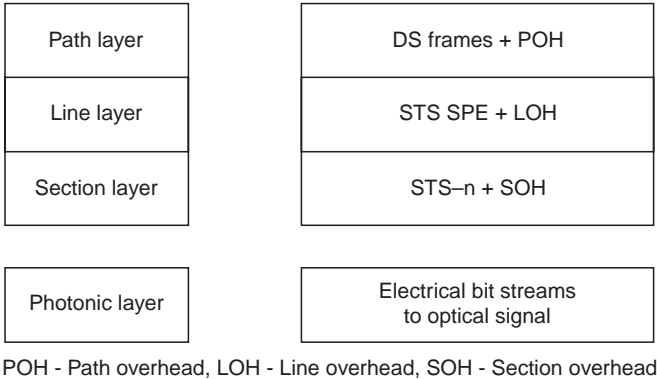 Path layer
DS frames + POH
Line layer
STS SPE + LOH
Section layer
STS–n + SOH
Photonic layer
Electrical bit streams
to optical signal
POH - Path overhead, LOH - Line overhead, SOH - Section overhead